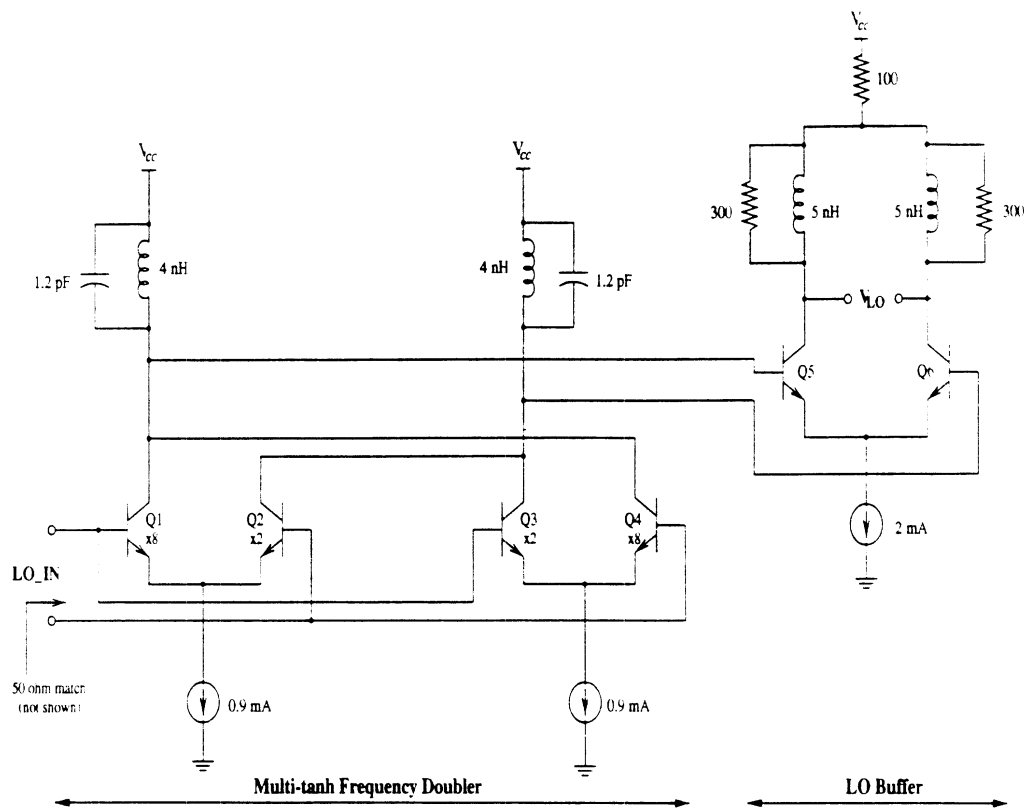 Vcc
100
Vcc
Vcc
300
5 nH
5 nH
300
1.2 pF
4 nH
4 nH
1.2 pF
VLO
Q5
Q6
Q1
x8
Q2
x2
Q3
x2
Q4
x8
2 mA
LO_IN
50 ohm match
(not shown)
0.9 mA
0.9 mA
Multi-tanh Frequency Doubler
LO Buffer